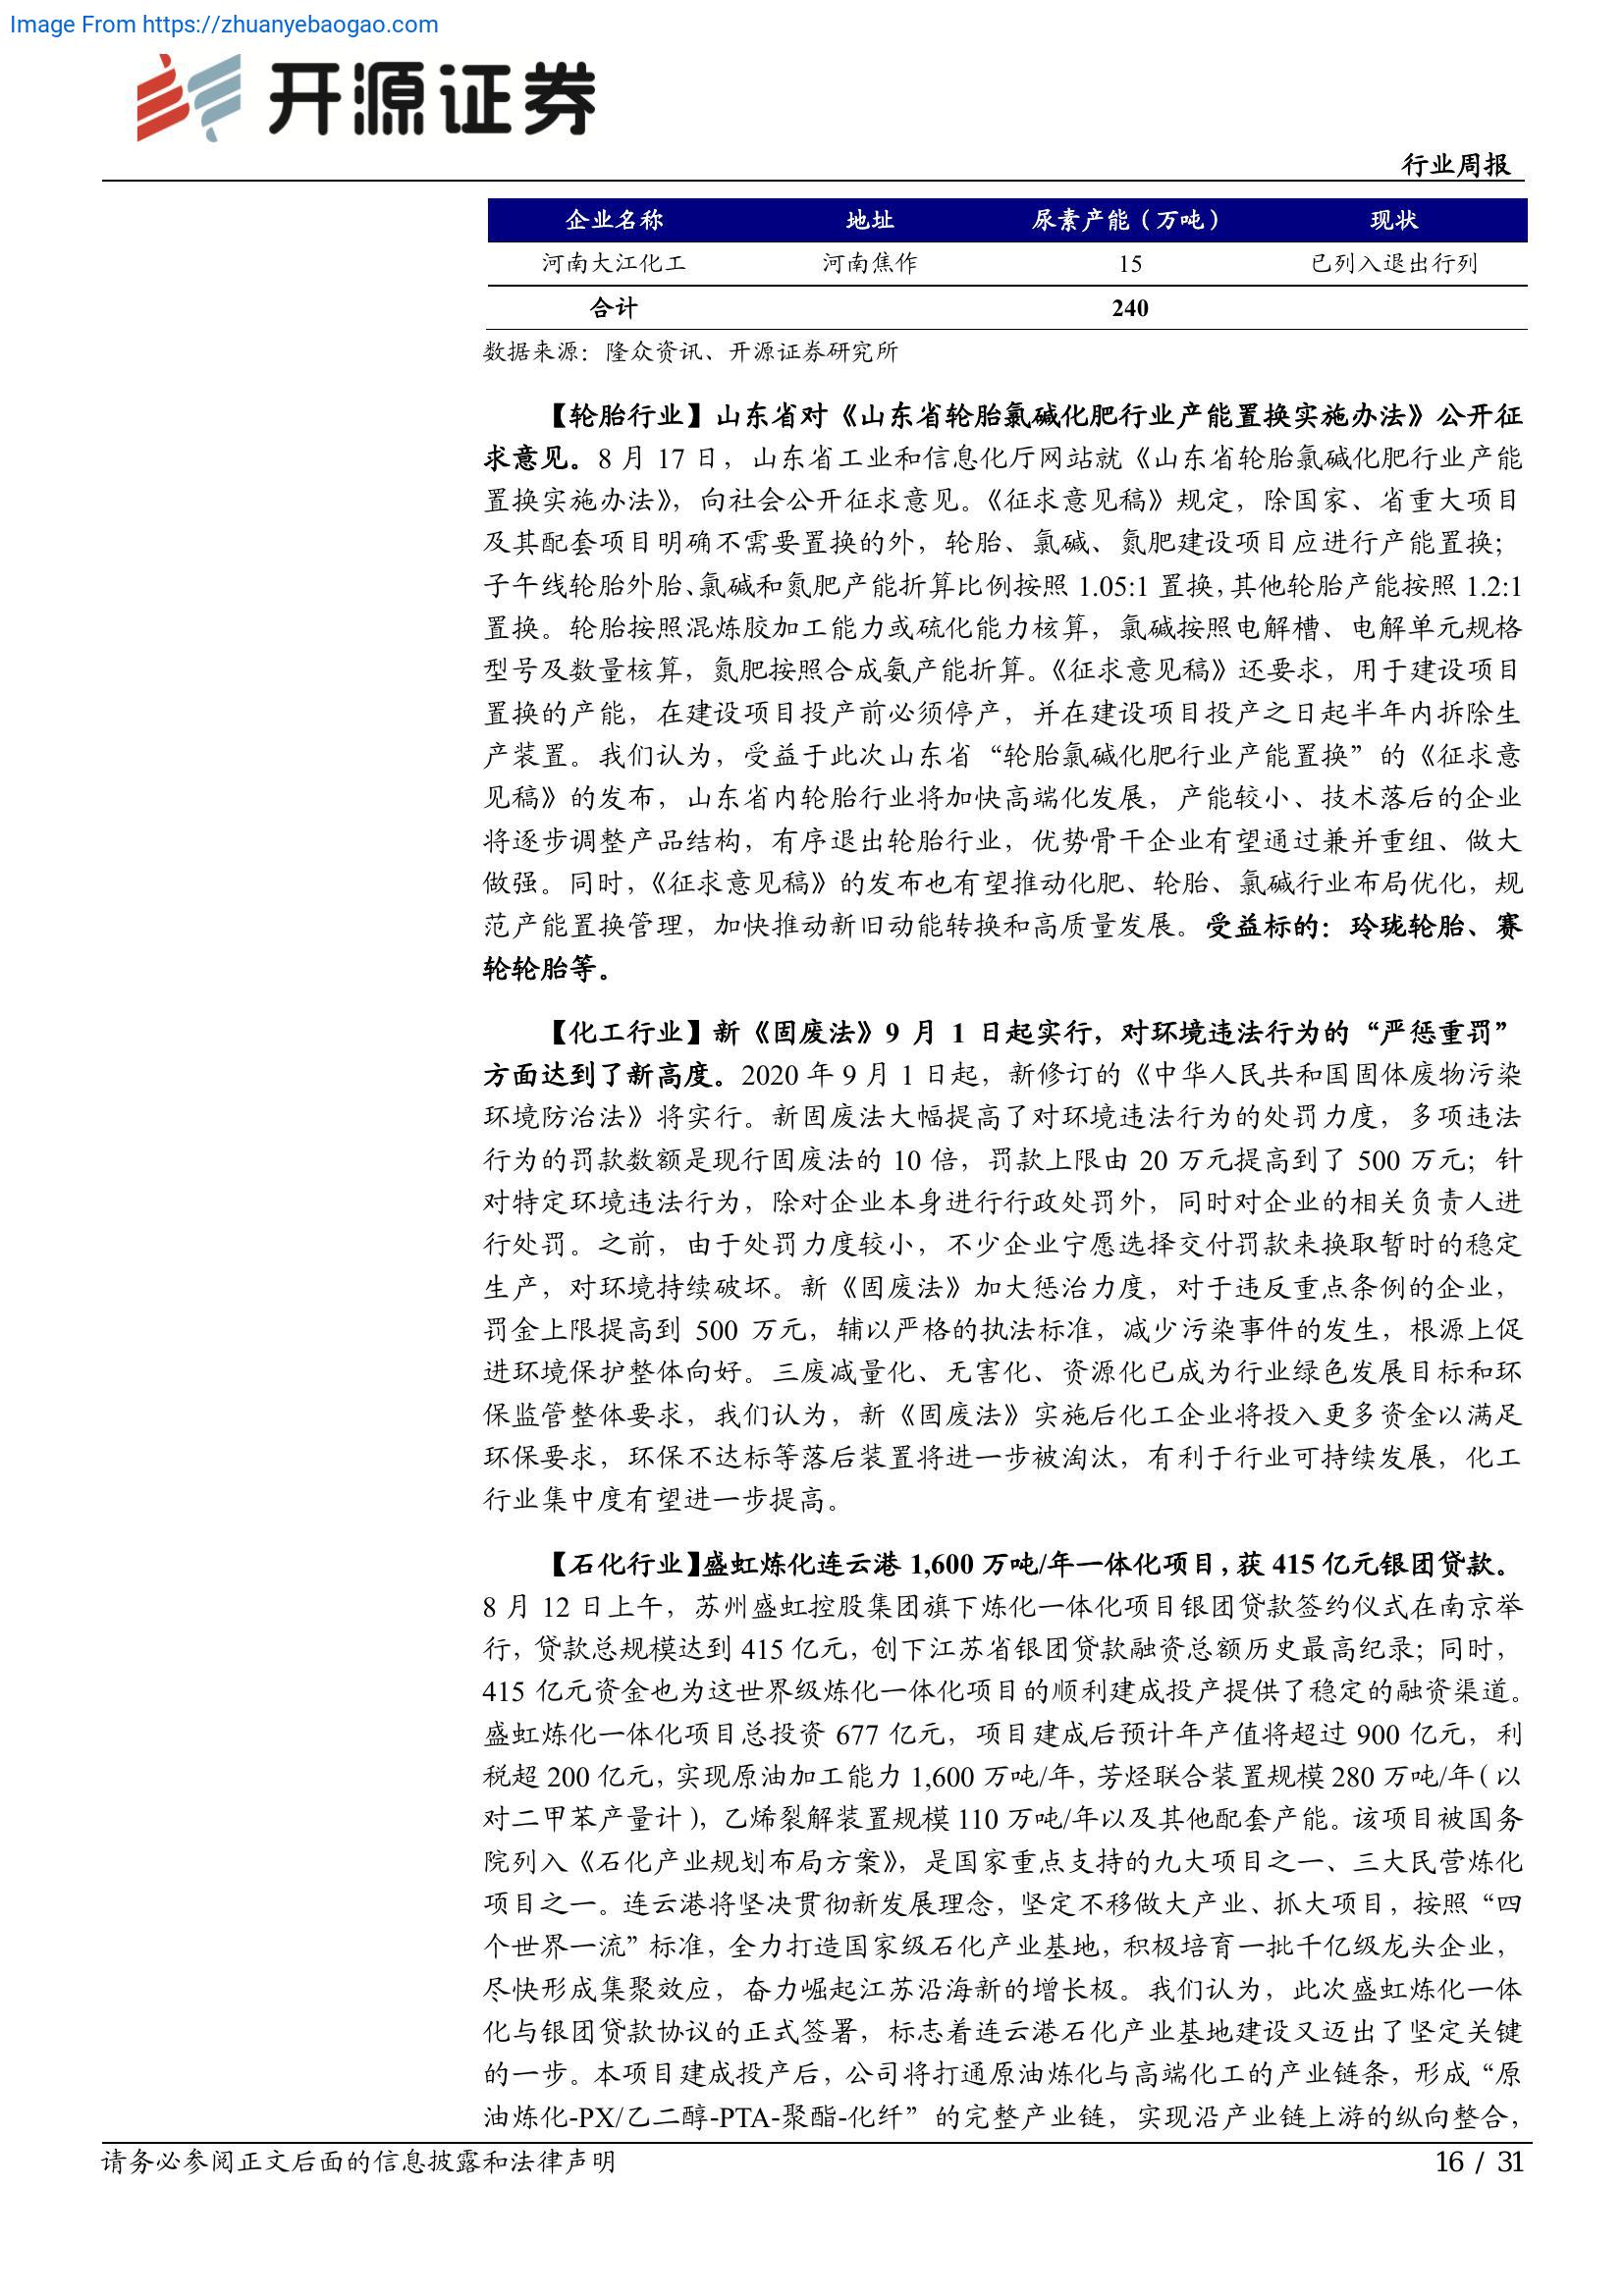 Image From https://zhuanyebaogao.com
开源证券
行业周报
企业名称 地址 尿素产能（万吨） 现状
河南大江化工 河南焦作 15 已列入退出行列
合计 240
数据来源：隆众资讯、开源证券研究所
【轮胎行业】山东省对《山东省轮胎氯碱化肥行业产能置换实施办法》公开征
求意见。8 月 17 日，山东省工业和信息化厅网站就《山东省轮胎氯碱化肥行业产能
置换实施办法》，向社会公开征求意见。《征求意见稿》规定，除国家、省重大项目
及其配套项目明确不需要置换的外，轮胎、氯碱、氮肥建设项目应进行产能置换；
子午线轮胎外胎、氯碱和氮肥产能折算比例按照 1.05:1 置换，其他轮胎产能按照 1.2:1
置换。轮胎按照混炼胶加工能力或硫化能力核算，氯碱按照电解槽、电解单元规格
型号及数量核算，氮肥按照合成氨产能折算。《征求意见稿》还要求，用于建设项目
置换的产能，在建设项目投产前必须停产，并在建设项目投产之日起半年内拆除生
产装置。我们认为，受益于此次山东省“轮胎氯碱化肥行业产能置换”的《征求意
见稿》的发布，山东省内轮胎行业将加快高端化发展，产能较小、技术落后的企业
将逐步调整产品结构，有序退出轮胎行业，优势骨干企业有望通过兼并重组、做大
做强。同时，《征求意见稿》的发布也有望推动化肥、轮胎、氯碱行业布局优化，规
范产能置换管理，加快推动新旧动能转换和高质量发展。受益标的：玲珑轮胎、赛
轮轮胎等。
【化工行业】新《固废法》9 月 1 日起实行，对环境违法行为的“严惩重罚”
方面达到了新高度。2020 年 9 月 1 日起，新修订的《中华人民共和国固体废物污染
环境防治法》将实行。新固废法大幅提高了对环境违法行为的处罚力度，多项违法
行为的罚款数额是现行固废法的 10 倍，罚款上限由 20 万元提高到了 500 万元；针
对特定环境违法行为，除对企业本身进行行政处罚外，同时对企业的相关负责人进
行处罚。之前，由于处罚力度较小，不少企业宁愿选择交付罚款来换取暂时的稳定
生产，对环境持续破坏。新《固废法》加大惩治力度，对于违反重点条例的企业，
罚金上限提高到 500 万元，辅以严格的执法标准，减少污染事件的发生，根源上促
进环境保护整体向好。三废减量化、无害化、资源化已成为行业绿色发展目标和环
保监管整体要求，我们认为，新《固废法》实施后化工企业将投入更多资金以满足
环保要求，环保不达标等落后装置将进一步被淘汰，有利于行业可持续发展，化工
行业集中度有望进一步提高。
【石化行业】盛虹炼化连云港 1,600 万吨/年一体化项目，获 415 亿元银团贷款。
8 月 12 日上午，苏州盛虹控股集团旗下炼化一体化项目银团贷款签约仪式在南京举
行，贷款总规模达到 415 亿元，创下江苏省银团贷款融资总额历史最高纪录；同时，
415 亿元资金也为这世界级炼化一体化项目的顺利建成投产提供了稳定的融资渠道。
盛虹炼化一体化项目总投资 677 亿元，项目建成后预计年产值将超过 900 亿元，利
税超 200 亿元，实现原油加工能力 1,600 万吨/年，芳烃联合装置规模 280 万吨/年（以
对二甲苯产量计），乙烯裂解装置规模 110 万吨/年以及其他配套产能。该项目被国务
院列入《石化产业规划布局方案》，是国家重点支持的九大项目之一、三大民营炼化
项目之一。连云港将坚决贯彻新发展理念，坚定不移做大产业、抓大项目，按照“四
个世界一流”标准，全力打造国家级石化产业基地，积极培育一批千亿级龙头企业，
尽快形成集聚效应，奋力崛起江苏沿海新的增长极。我们认为，此次盛虹炼化一体
化与银团贷款协议的正式签署，标志着连云港石化产业基地建设又迈出了坚定关键
的一步。本项目建成投产后，公司将打通原油炼化与高端化工的产业链条，形成“原
油炼化-PX/乙二醇-PTA-聚酯-化纤”的完整产业链，实现沿产业链上游的纵向整合，
请务必参阅正文后面的信息披露和法律声明 16 / 31